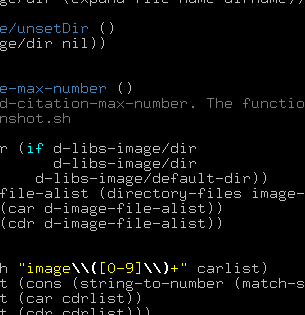 ge/dir (expand-file-name dirname))
e/unsetDir ()
ge/dir nil))
e-max-number ()
d-citation-max-number. The functio
nshot.sh
r (if d-libs-image/dir
d-libs-image/dir
d-libs-image/default-dir))
file-alist (directory-files image-
(car d-image-file-alist))
(cdr d-image-file-alist))
h "image\\([0-9]\\)+" carlist)
t (cons (string-to-number (match-s
t (car cdrlist))
t (cdr cdrlist)))